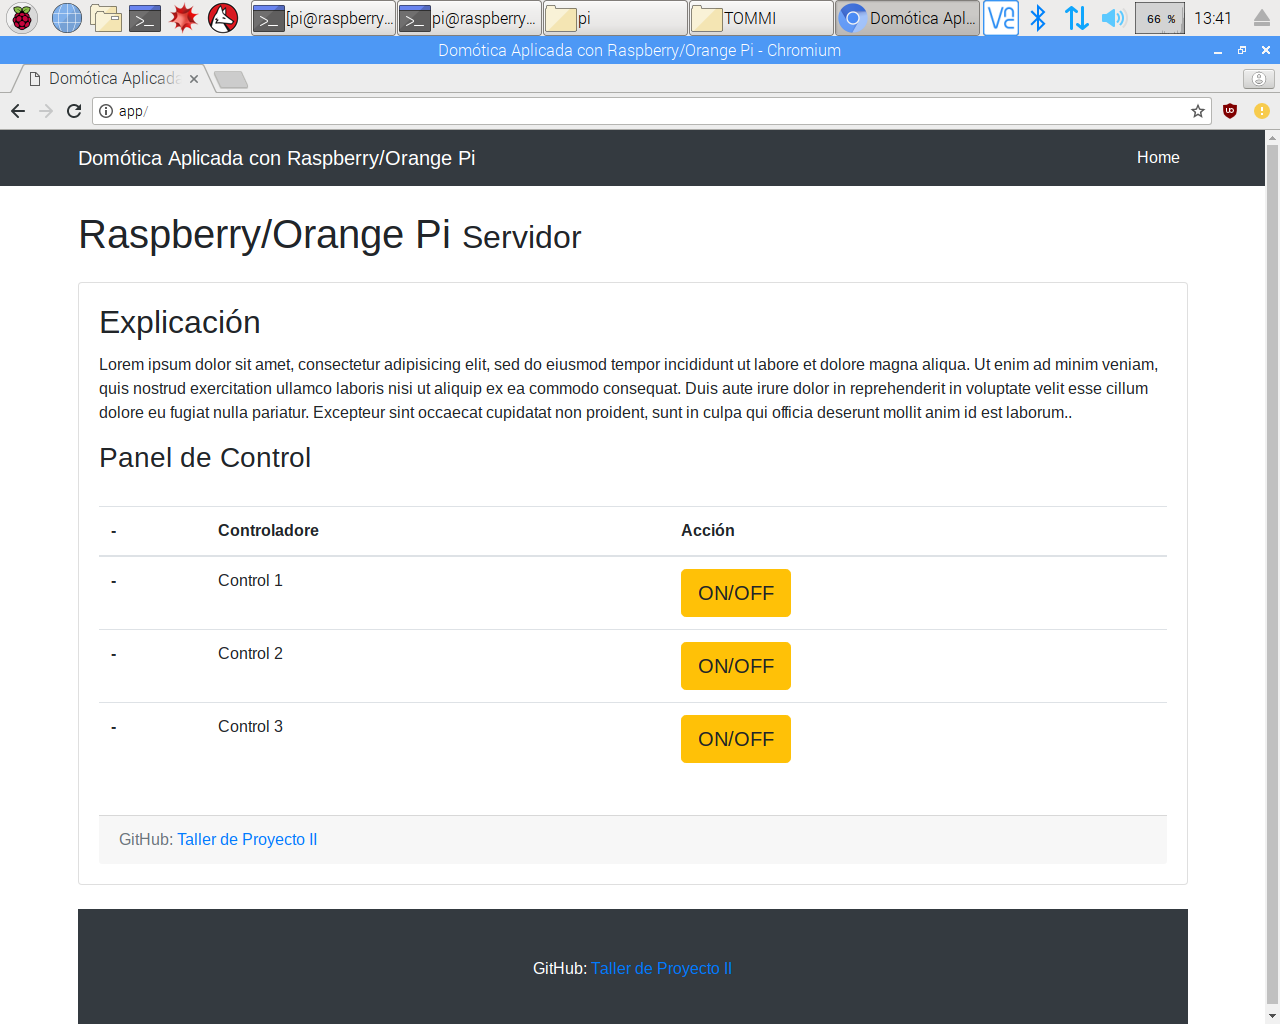 [pi@raspberry... pi@raspberry... pi TOMMI Domótica Apl... 66 % 13:41
Domótica Aplicada con Raspberry/Orange Pi - Chromium
Domótica Aplicada
app/
Domótica Aplicada con Raspberry/Orange Pi Home
Raspberry/Orange Pi Servidor
Explicación
Lorem ipsum dolor sit amet, consectetur adipisicing elit, sed do eiusmod tempor incididunt ut labore et dolore magna aliqua. Ut enim ad minim veniam,
quis nostrud exercitation ullamco laboris nisi ut aliquip ex ea commodo consequat. Duis aute irure dolor in reprehenderit in voluptate velit esse cillum
dolore eu fugiat nulla pariatur. Excepteur sint occaecat cupidatat non proident, sunt in culpa qui officia deserunt mollit anim id est laborum..
Panel de Control
- Controladore Acción
- Control 1 ON/OFF
- Control 2 ON/OFF
- Control 3 ON/OFF
GitHub: Taller de Proyecto II
GitHub: Taller de Proyecto II